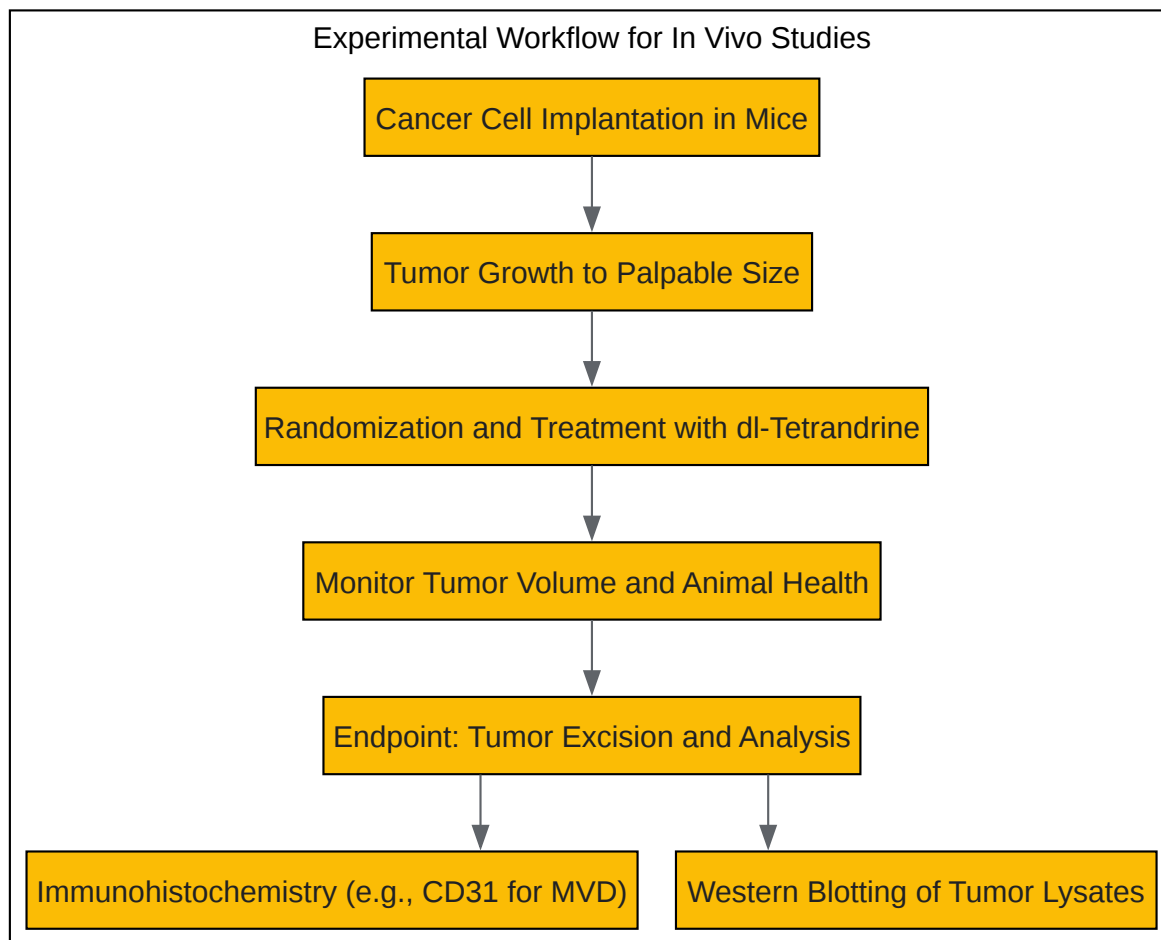 Experimental Workflow for In Vivo Studies
Cancer Cell Implantation in Mice
Tumor Growth to Palpable Size
Randomization and Treatment with dl-Tetrandrine
Monitor Tumor Volume and Animal Health
Endpoint: Tumor Excision and Analysis
Immunohistochemistry (e.g., CD31 for MVD)
Western Blotting of Tumor Lysates